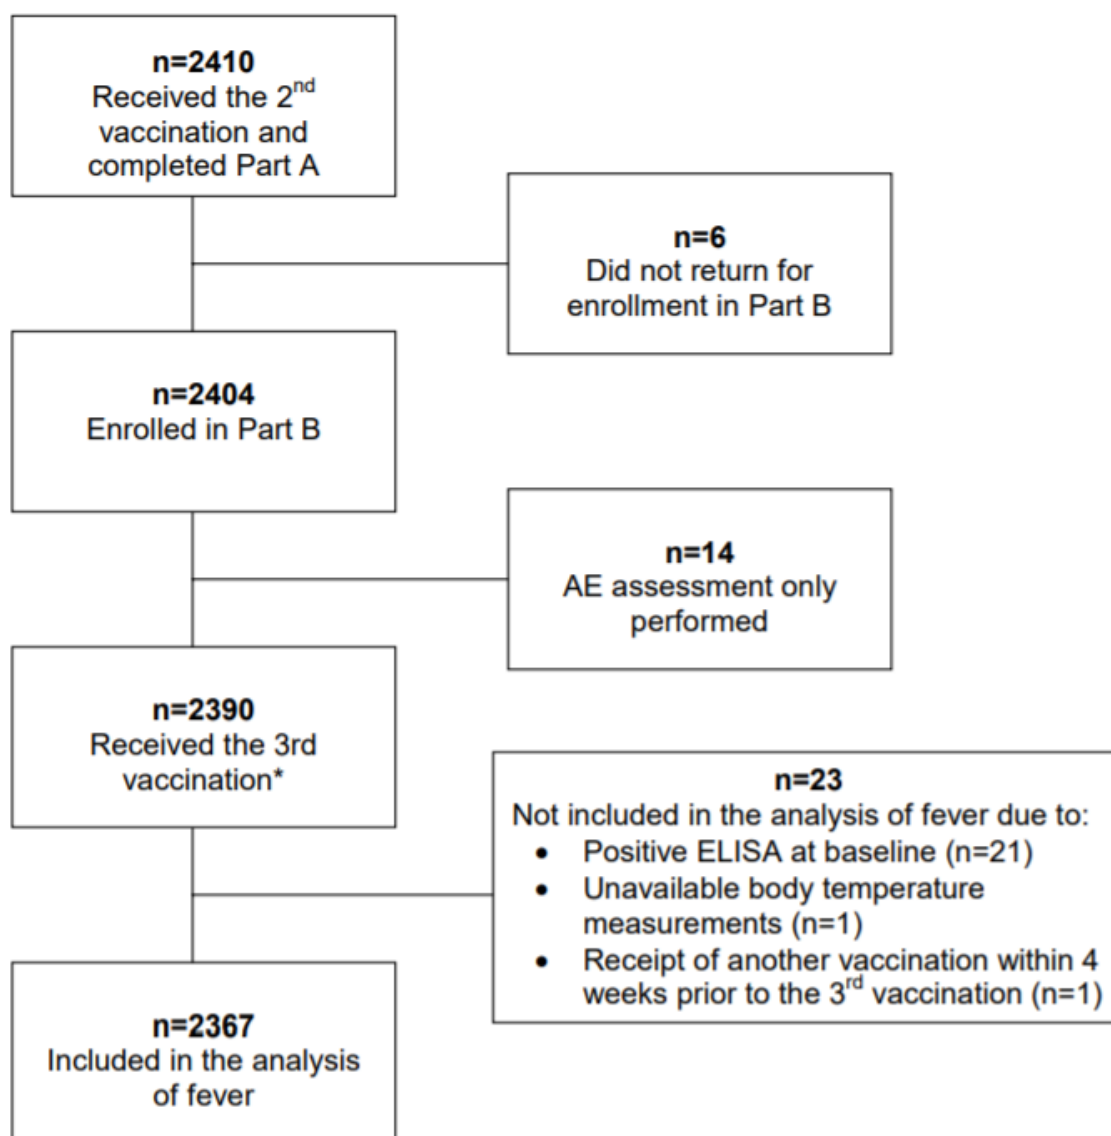 n=2410
Received the 2nd
vaccination and
completed Part A
n=6
Did not return for
enrollment in Part B
n=2404
Enrolled in Part B
n=14
AE assessment only
performed
n=2390
Received the 3rd
vaccination*
n=23
Not included in the analysis of fever due to:
• Positive ELISA at baseline (n=21)
• Unavailable body temperature
measurements (n=1)
• Receipt of another vaccination within 4
weeks prior to the 3rd vaccination (n=1)
n=2367
Included in the analysis
of fever